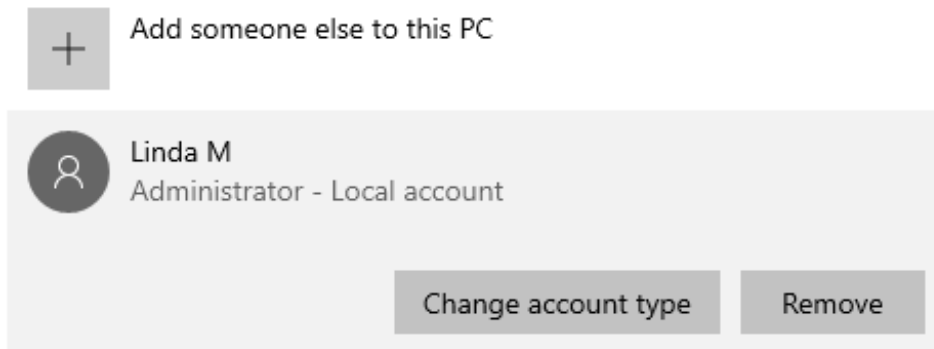 Add someone else to this PC
Linda M
Administrator - Local account
Change account type
Remove